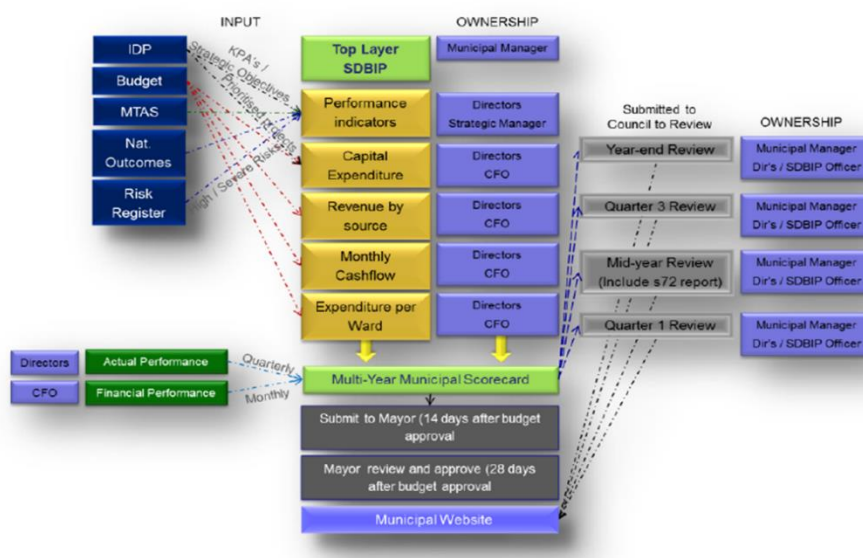 INPUT
OWNERSHIP
IDP
Budget
MTAS
Nat.
Outcomes
Risk
Register
KPA's /
Strategic Objectives
Prioritised projects
High / Severe Risks
Top Layer
SDBIP
Municipal Manager
Performance
indicators
Directors
Strategic Manager
Capital
Expenditure
Directors
CFO
Revenue by
source
Directors
CFO
Monthly
Cashflow
Directors
CFO
Expenditure per
Ward
Directors
CFO
Submitted to
Council to Review
OWNERSHIP
Year-end Review
Municipal Manager
Dir's / SDBIP Officer
Quarter 3 Review
Municipal Manager
Dir's / SDBIP Officer
Mid-year Review
(Include s72 report)
Municipal Manager
Dir's / SDBIP Officer
Quarter 1 Review
Municipal Manager
Dir's / SDBIP Officer
Directors
Actual Performance
Quarterly
CFO
Financial Performance
Monthly
Multi-Year Municipal Scorecard
Submit to Mayor (14 days after budget
approval
Mayor review and approve (28 days
after budget approval
Municipal Website